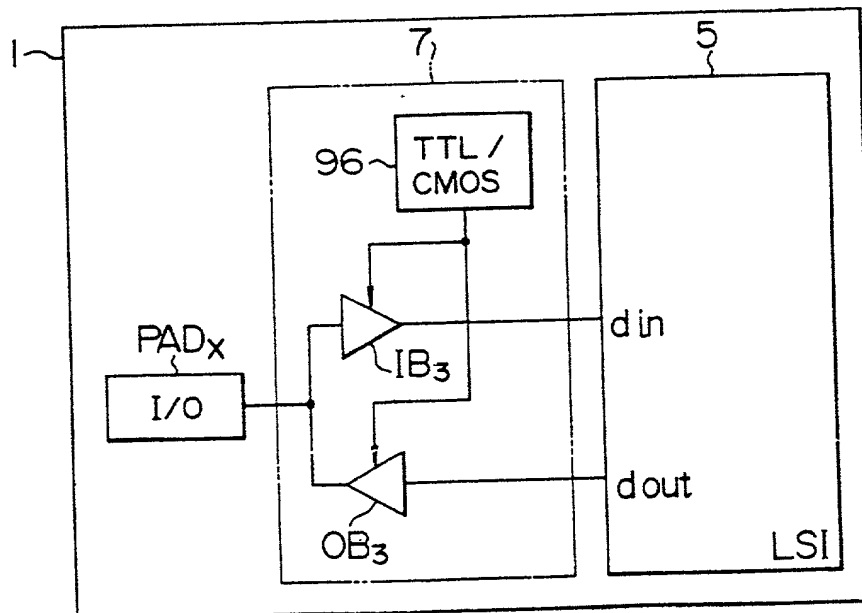 1
7
5
96
TTL /
CMOS
PADX
I/O
IB3
din
OB3
dout
LSI